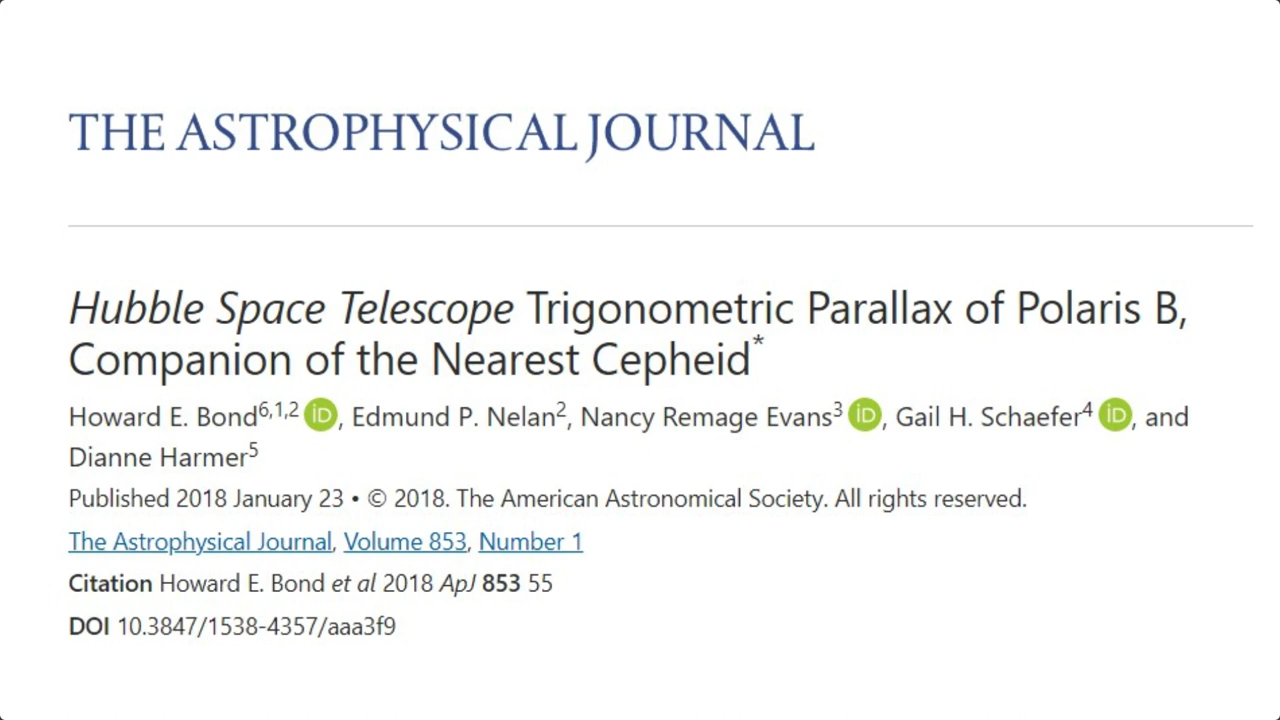 THE ASTROPHYSICAL JOURNAL
Hubble Space Telescope Trigonometric Parallax of Polaris B,
Companion of the Nearest Cepheid*
Howard E. Bond6,1,2 iD, Edmund P. Nelan2, Nancy Remage Evans3 iD, Gail H. Schaefer4 iD, and
Dianne Harmer5
Published 2018 January 23 • © 2018. The American Astronomical Society. All rights reserved.
The Astrophysical Journal, Volume 853, Number 1
Citation Howard E. Bond et al 2018 ApJ 853 55
DOI 10.3847/1538-4357/aaa3f9